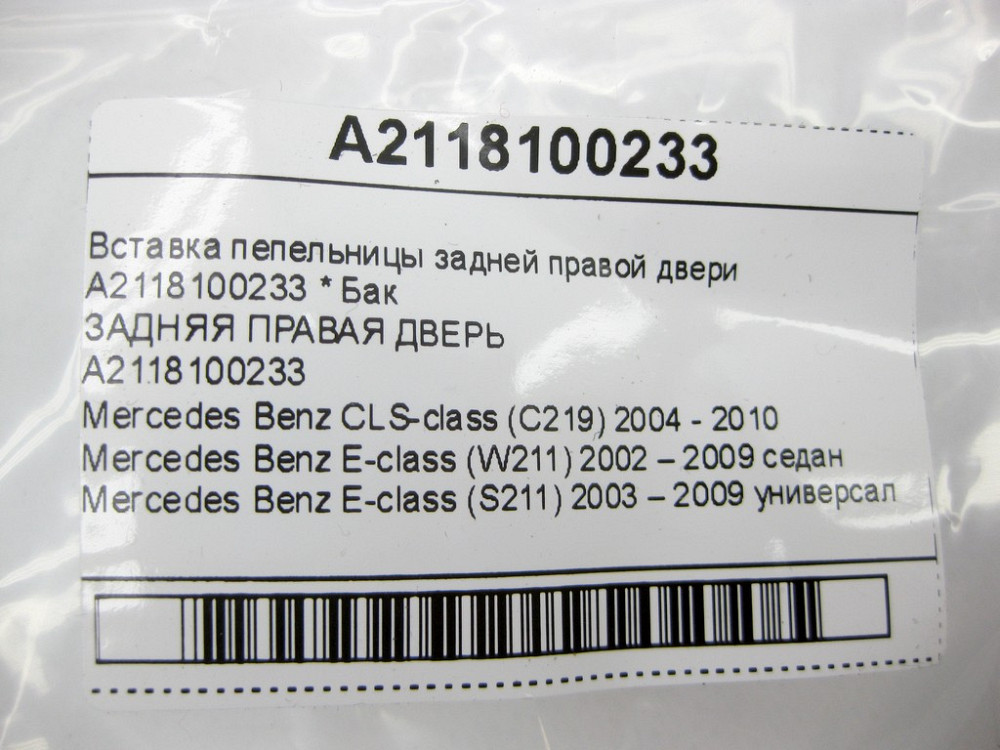 A2118100233
Вставка пепельницы задней правой двери
A2118100233 * Бак
ЗАДНЯЯ ПРАВАЯ ДВЕРЬ
A2118100233
Mercedes Benz CLS-class (C219) 2004 - 2010
Mercedes Benz E-class (W211) 2002 – 2009 седан
Mercedes Benz E-class (S211) 2003 – 2009 универсал